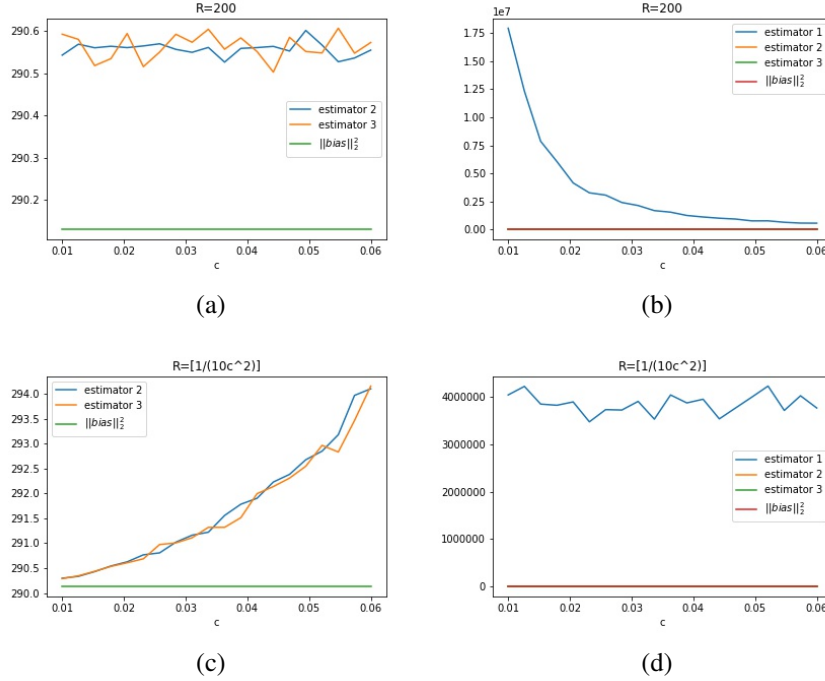 R=200
290.6
290.5
290.4
290.3
290.2
estimator 2
estimator 3
||bias||₂²
0.01 0.02 0.03 0.04 0.05 0.06
c
(a)
1e7
R=200
1.75
1.50
1.25
1.00
0.75
0.50
0.25
0.00
estimator 1
estimator 2
estimator 3
||bias||₂²
0.01 0.02 0.03 0.04 0.05 0.06
c
(b)
R=[1/(10c^2)]
294.0
293.5
293.0
292.5
292.0
291.5
291.0
290.5
290.0
estimator 2
estimator 3
||bias||₂²
0.01 0.02 0.03 0.04 0.05 0.06
c
(c)
R=[1/(10c^2)]
4000000
3000000
2000000
1000000
0
estimator 1
estimator 2
estimator 3
||bias||₂²
0.01 0.02 0.03 0.04 0.05 0.06
c
(d)